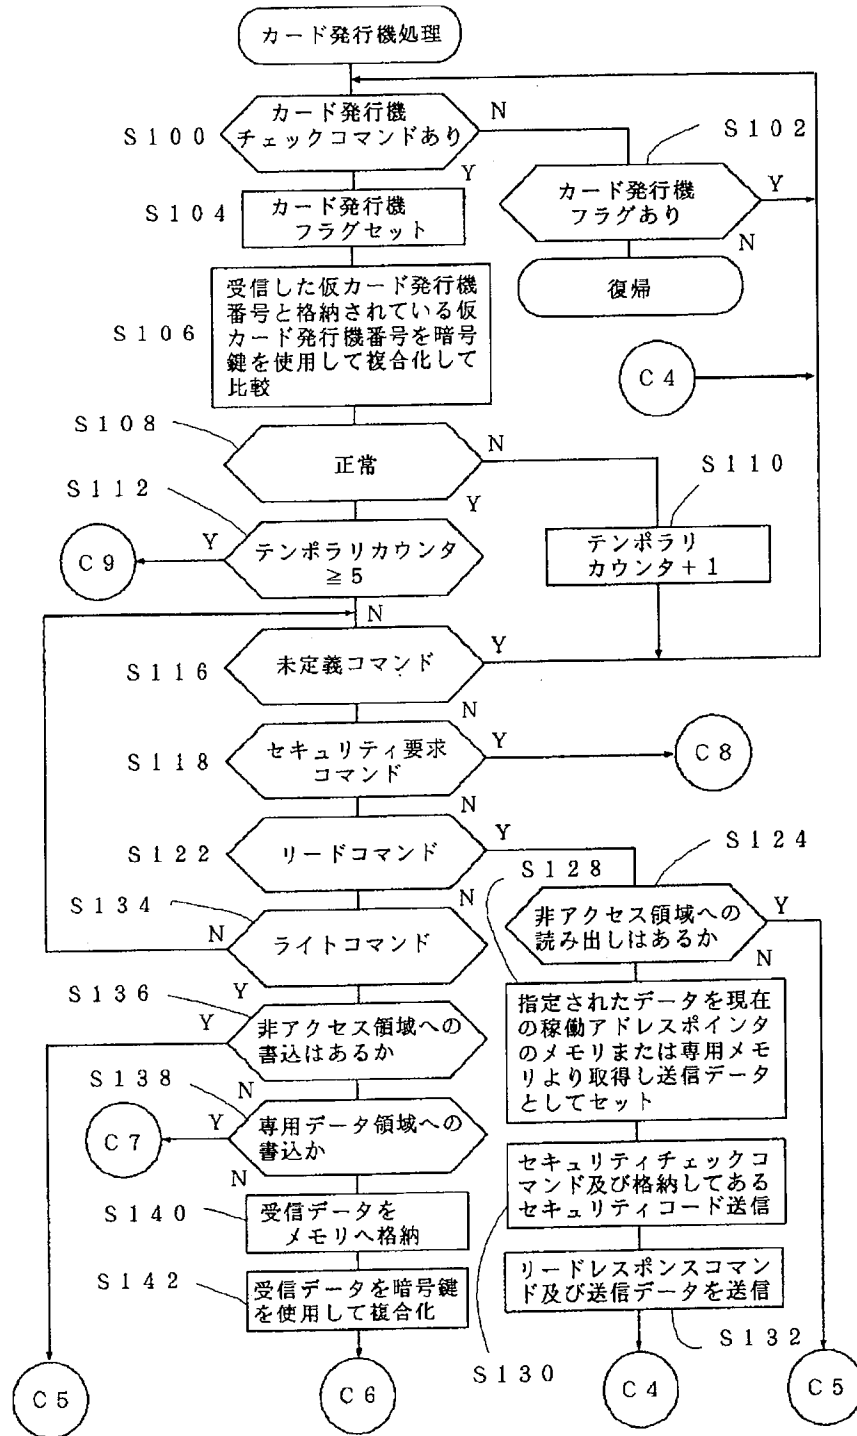 カード発行機処理
カード発行機
チェックコマンドあり
N
S100
S102
Y
カード発行機
フラグあり
Y
S104
カード発行機
フラグセット
N
復帰
受信した仮カード発行機
番号と格納されている仮
カード発行機番号を暗号
鍵を使用して複合化して
比較
S106
C4
S108
正常
N
S110
Y
S112
テンポラリカウンタ
≧5
Y
C9
テンポラリ
カウンタ+1
N
未定義コマンド
Y
S116
N
セキュリティ要求
コマンド
Y
C8
S118
N
リードコマンド
Y
S122
S124
S128
N
S134
ライトコマンド
N
非アクセス領域への
読み出しはあるか
Y
N
Y
S136
Y
非アクセス領域への
書込はあるか
指定されたデータを現在
の稼働アドレスポインタ
のメモリまたは専用メモ
リより取得し送信データ
としてセット
N
S138
Y
C7
専用データ領域への
書込か
N
セキュリティチェックコ
マンド及び格納してある
セキュリティコード送信
S140
受信データを
メモリへ格納
リードレスポンスコマン
ド及び送信データを送信
S142
受信データを暗号鍵
を使用して複合化
S132
S130
C5
C6
C4
C5